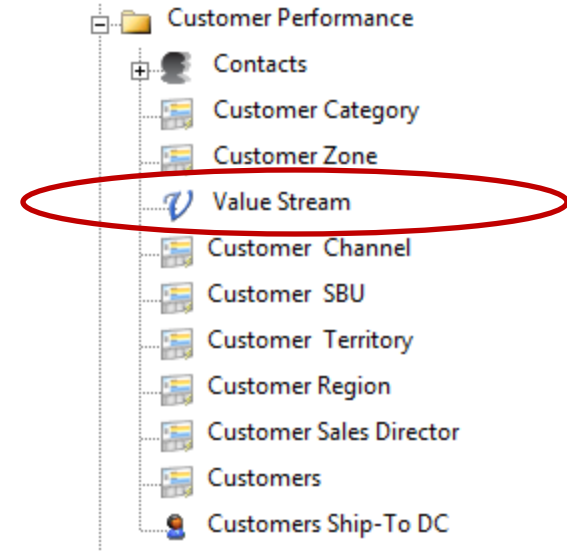 Customer Performance
Contacts
Customer Category
Customer Zone
Value Stream
Customer Channel
Customer SBU
Customer Territory
Customer Region
Customer Sales Director
Customers
Customers Ship-To DC